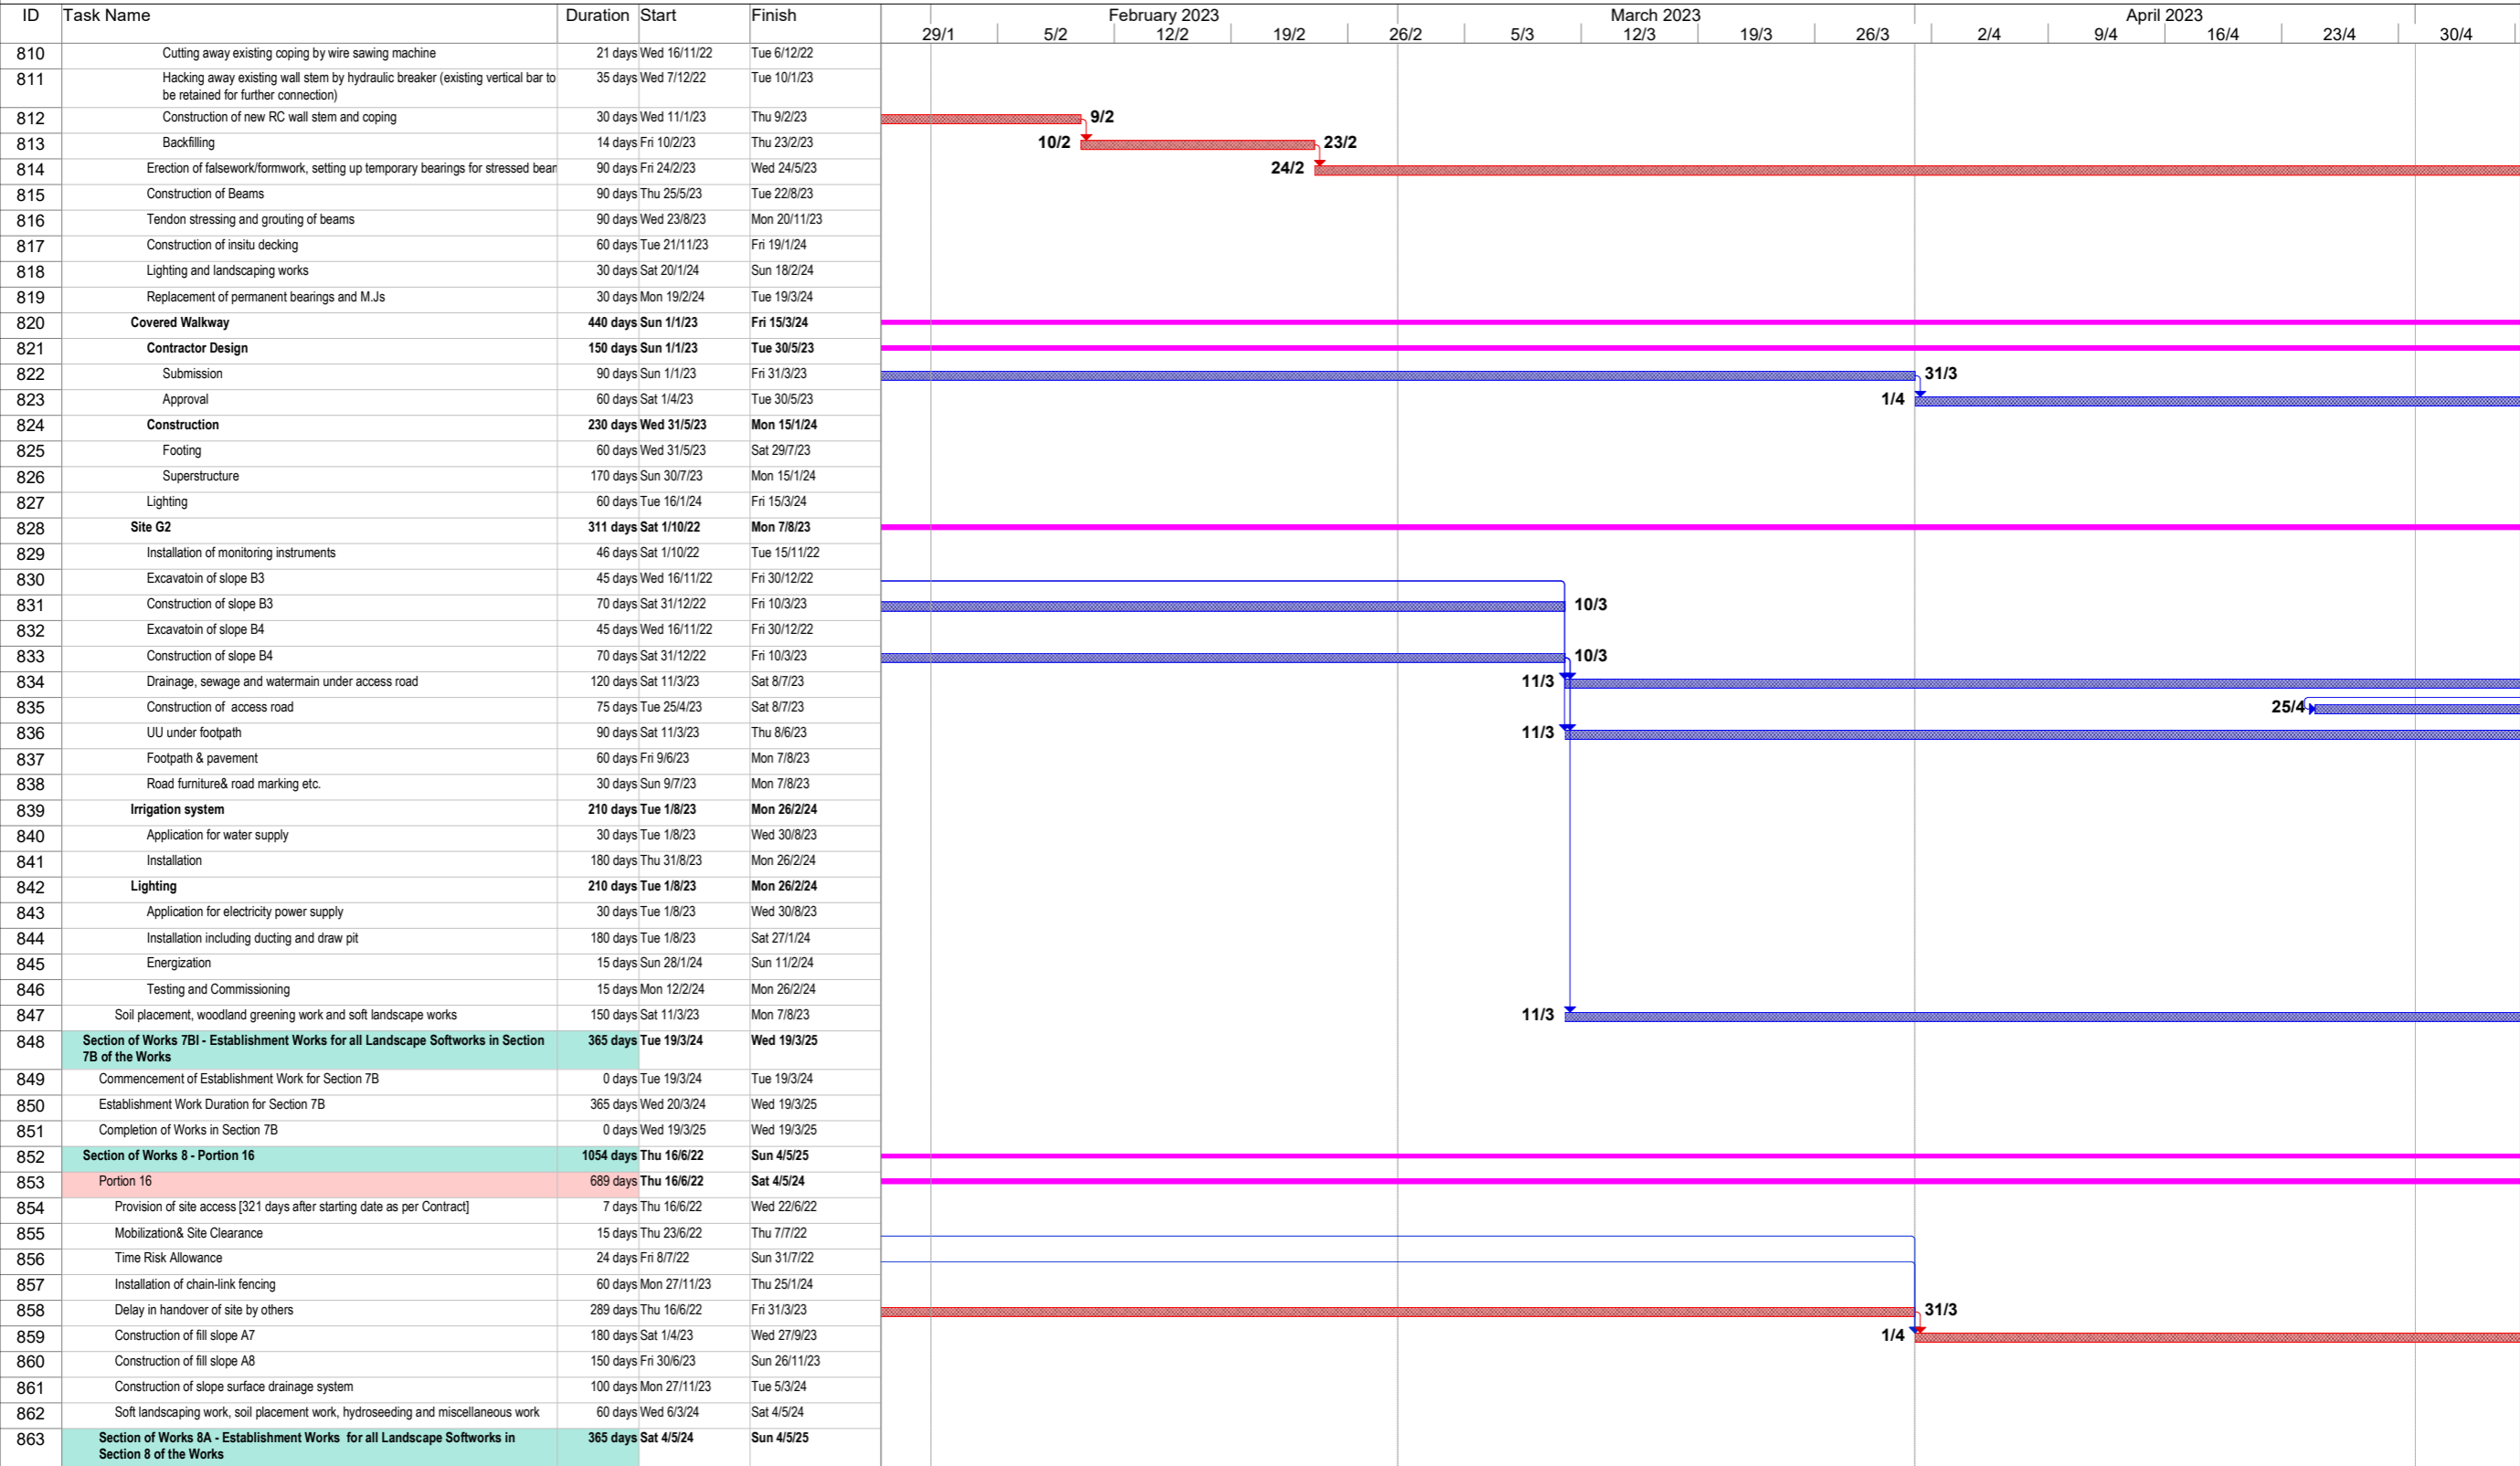 ID Task Name Duration Start Finish February 2023 March 2023 April 2023
29/1 5/2 12/2 19/2 26/2 5/3 12/3 19/3 26/3 2/4 9/4 16/4 23/4 30/4
810 Cutting away existing coping by wire sawing machine 21 days Wed 16/11/22 Tue 6/12/22
811 Hacking away existing wall stem by hydraulic breaker (existing vertical bar to 35 days Wed 7/12/22 Tue 10/1/23
be retained for further connection)
812 Construction of new RC wall stem and coping 30 days Wed 11/1/23 Thu 9/2/23 9/2
813 Backfilling 14 days Fri 10/2/23 Thu 23/2/23 10/2 23/2
814 Erection of falsework/formwork, setting up temporary bearings for stressed bear 90 days Fri 24/2/23 Wed 24/5/23 24/2
815 Construction of Beams 90 days Thu 25/5/23 Tue 22/8/23
816 Tendon stressing and grouting of beams 90 days Wed 23/8/23 Mon 20/11/23
817 Construction of insitu decking 60 days Tue 21/11/23 Fri 19/1/24
818 Lighting and landscaping works 30 days Sat 20/1/24 Sun 18/2/24
819 Replacement of permanent bearings and M.Js 30 days Mon 19/2/24 Tue 19/3/24
820 Covered Walkway 440 days Sun 1/1/23 Fri 15/3/24
821 Contractor Design 150 days Sun 1/1/23 Tue 30/5/23
822 Submission 90 days Sun 1/1/23 Fri 31/3/23 31/3
823 Approval 60 days Sat 1/4/23 Tue 30/5/23 1/4
824 Construction 230 days Wed 31/5/23 Mon 15/1/24
825 Footing 60 days Wed 31/5/23 Sat 29/7/23
826 Superstructure 170 days Sun 30/7/23 Mon 15/1/24
827 Lighting 60 days Tue 16/1/24 Fri 15/3/24
828 Site G2 311 days Sat 1/10/22 Mon 7/8/23
829 Installation of monitoring instruments 46 days Sat 1/10/22 Tue 15/11/22
830 Excavatoin of slope B3 45 days Wed 16/11/22 Fri 30/12/22
831 Construction of slope B3 70 days Sat 31/12/22 Fri 10/3/23 10/3
832 Excavatoin of slope B4 45 days Wed 16/11/22 Fri 30/12/22
833 Construction of slope B4 70 days Sat 31/12/22 Fri 10/3/23 10/3
834 Drainage, sewage and watermain under access road 120 days Sat 11/3/23 Sat 8/7/23 11/3
835 Construction of access road 75 days Tue 25/4/23 Sat 8/7/23 25/4
836 UU under footpath 90 days Sat 11/3/23 Thu 8/6/23 11/3
837 Footpath & pavement 60 days Fri 9/6/23 Mon 7/8/23
838 Road furniture& road marking etc. 30 days Sun 9/7/23 Mon 7/8/23
839 Irrigation system 210 days Tue 1/8/23 Mon 26/2/24
840 Application for water supply 30 days Tue 1/8/23 Wed 30/8/23
841 Installation 180 days Thu 31/8/23 Mon 26/2/24
842 Lighting 210 days Tue 1/8/23 Mon 26/2/24
843 Application for electricity power supply 30 days Tue 1/8/23 Wed 30/8/23
844 Installation including ducting and draw pit 180 days Tue 1/8/23 Sat 27/1/24
845 Energization 15 days Sun 28/1/24 Sun 11/2/24
846 Testing and Commissioning 15 days Mon 12/2/24 Mon 26/2/24
847 Soil placement, woodland greening work and soft landscape works 150 days Sat 11/3/23 Mon 7/8/23 11/3
848 Section of Works 7BI - Establishment Works for all Landscape Softworks in Section 365 days Tue 19/3/24 Wed 19/3/25
7B of the Works
849 Commencement of Establishment Work for Section 7B 0 days Tue 19/3/24 Tue 19/3/24
850 Establishment Work Duration for Section 7B 365 days Wed 20/3/24 Wed 19/3/25
851 Completion of Works in Section 7B 0 days Wed 19/3/25 Wed 19/3/25
852 Section of Works 8 - Portion 16 1054 days Thu 16/6/22 Sun 4/5/25
853 Portion 16 689 days Thu 16/6/22 Sat 4/5/24
854 Provision of site access [321 days after starting date as per Contract] 7 days Thu 16/6/22 Wed 22/6/22
855 Mobilization& Site Clearance 15 days Thu 23/6/22 Thu 7/7/22
856 Time Risk Allowance 24 days Fri 8/7/22 Sun 31/7/22
857 Installation of chain-link fencing 60 days Mon 27/11/23 Thu 25/1/24
858 Delay in handover of site by others 289 days Thu 16/6/22 Fri 31/3/23 31/3
859 Construction of fill slope A7 180 days Sat 1/4/23 Wed 27/9/23 1/4
860 Construction of fill slope A8 150 days Fri 30/6/23 Sun 26/11/23
861 Construction of slope surface drainage system 100 days Mon 27/11/23 Tue 5/3/24
862 Soft landscaping work, soil placement work, hydroseeding and miscellaneous work 60 days Wed 6/3/24 Sat 4/5/24
863 Section of Works 8A - Establishment Works for all Landscape Softworks in 365 days Sat 4/5/24 Sun 4/5/25
Section 8 of the Works